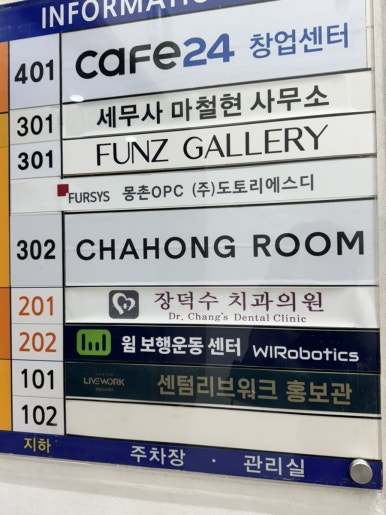 INFORMATIO
401 cafe24 창업센터
301 세무사 마철현 사무소
301 FUNZ GALLERY
FURSYS 몽촌OPC (주)도토리에스디
302 CHAHONG ROOM
201 장덕수 치과의원
Dr. Chang's Dental Clinic
202 윔 보행운동 센터 WIRobotics
101 LIVEWORK 센텀리브워크 홍보관
102
지하 주차장 · 관리실